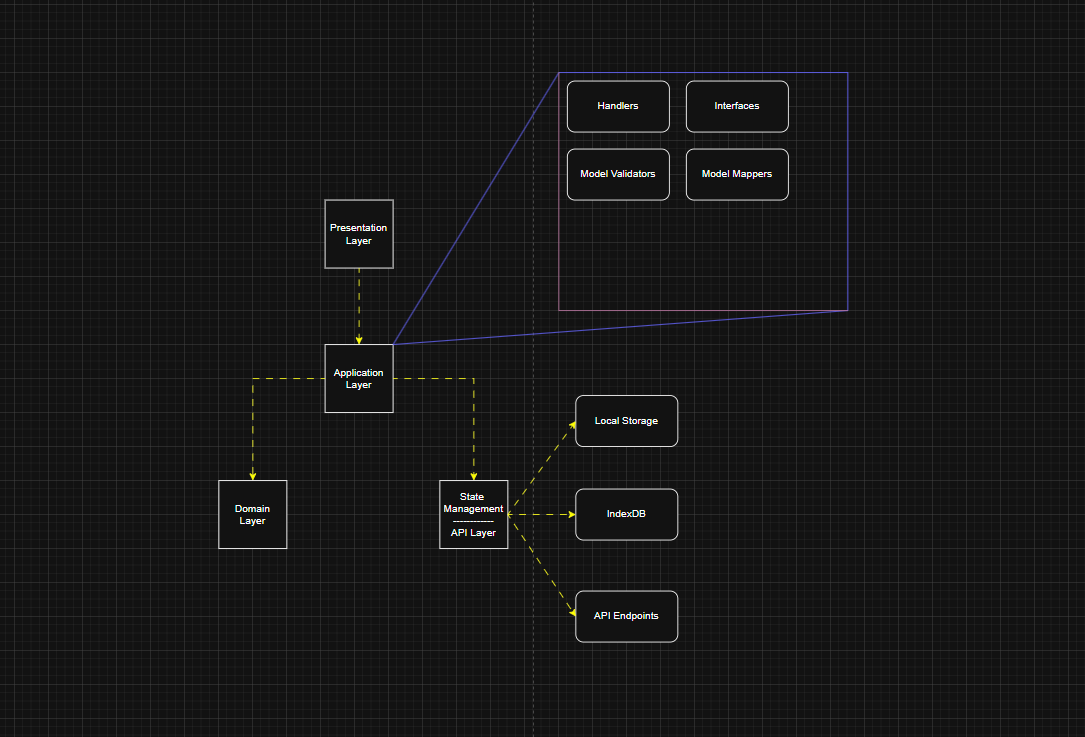 Handlers
Interfaces
Model Validators
Model Mappers
Presentation
Layer
Application
Layer
Local Storage
Domain
Layer
State
Management
------------
API Layer
IndexDB
API Endpoints